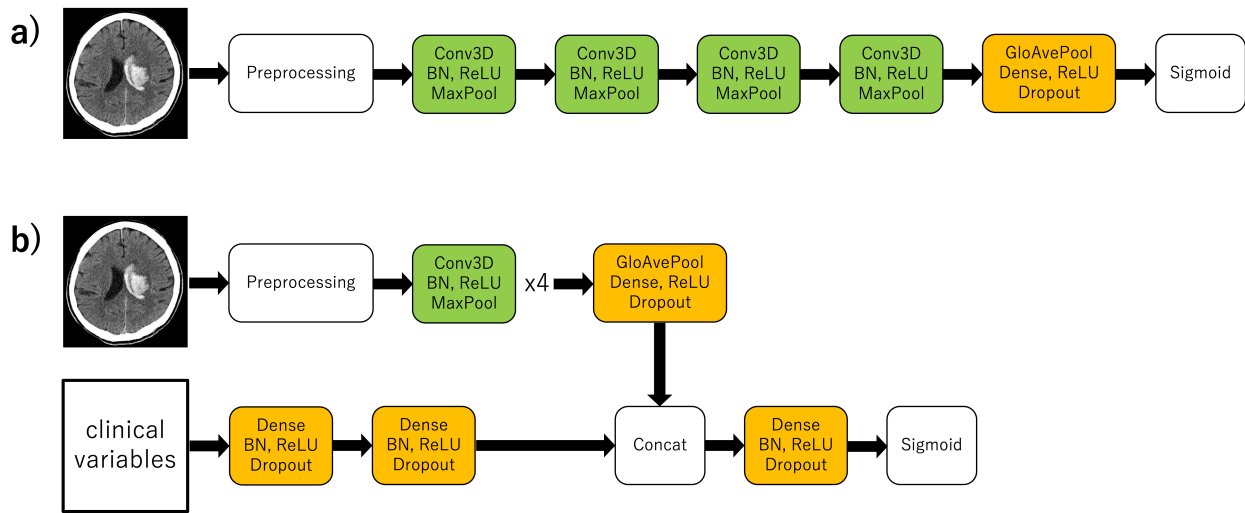 a)
Preprocessing
Conv3D
BN, ReLU
MaxPool
Conv3D
BN, ReLU
MaxPool
Conv3D
BN, ReLU
MaxPool
Conv3D
BN, ReLU
MaxPool
GloAvePool
Dense, ReLU
Dropout
Sigmoid
b)
Preprocessing
Conv3D
BN, ReLU
MaxPool
x4
GloAvePool
Dense, ReLU
Dropout
clinical
variables
Dense
BN, ReLU
Dropout
Dense
BN, ReLU
Dropout
Concat
Dense
BN, ReLU
Dropout
Sigmoid